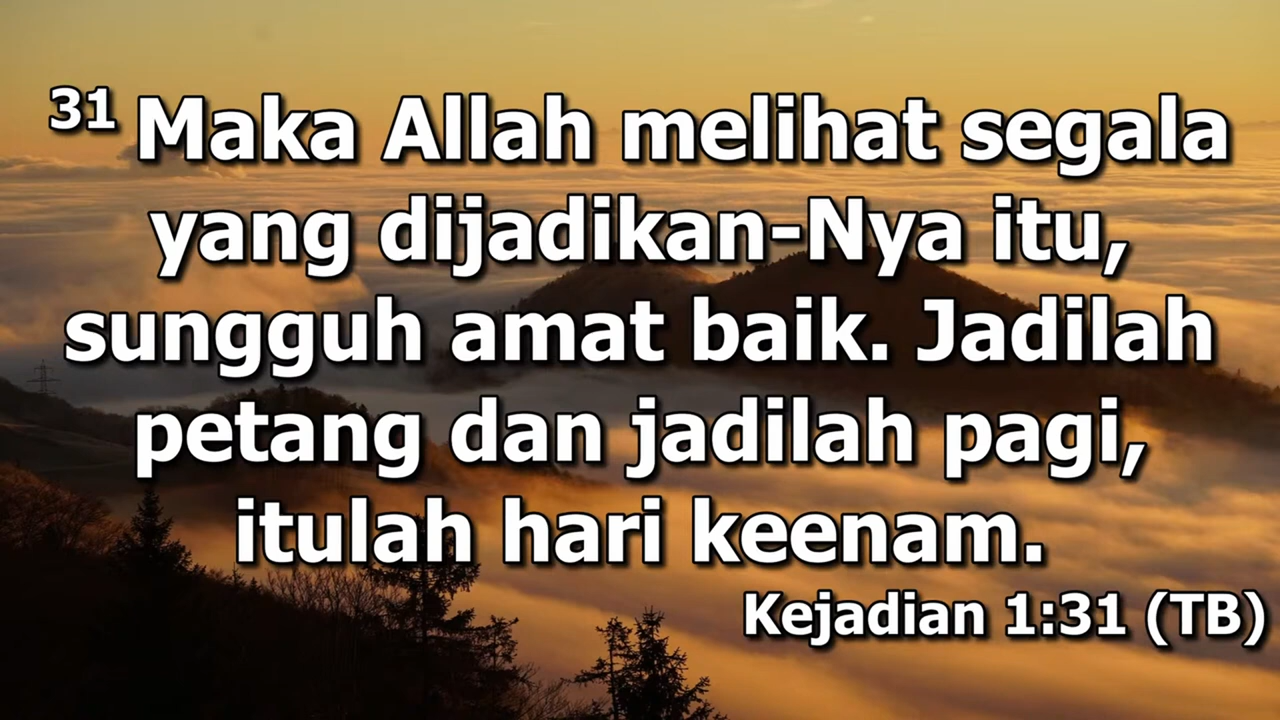 31 Maka Allah melihat segala
yang dijadikan-Nya itu,
sungguh amat baik. Jadilah
petang dan jadilah pagi,
itulah hari keenam.
Kejadian 1:31 (TB)